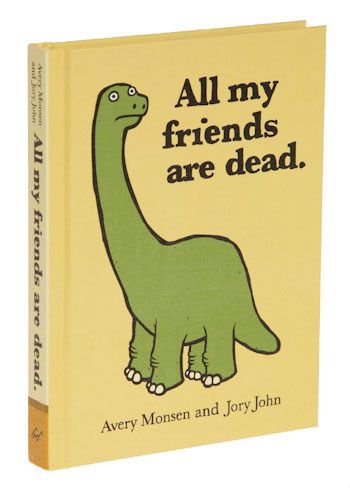 All my
friends
are dead.
Avery Monsen and Jory John
Avery Monsen
and Jory John
All my friends are dead.